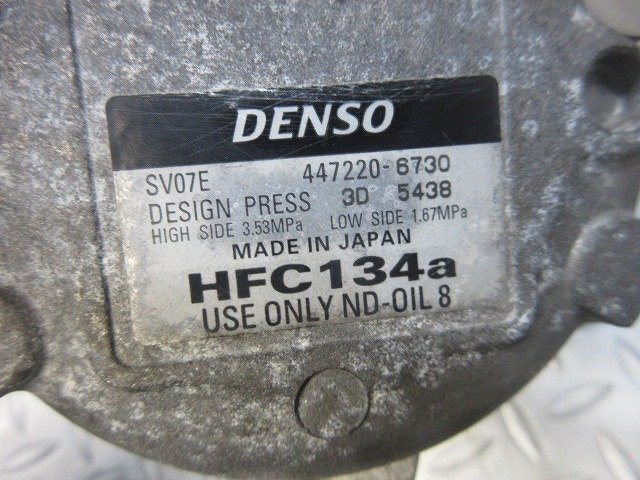 DENSO
SV07E 447220-6730
DESIGN PRESS 3D 5438
HIGH SIDE 3.53MPa LOW SIDE 1.67MPa
MADE IN JAPAN
HFC134a
USE ONLY ND-OIL 8